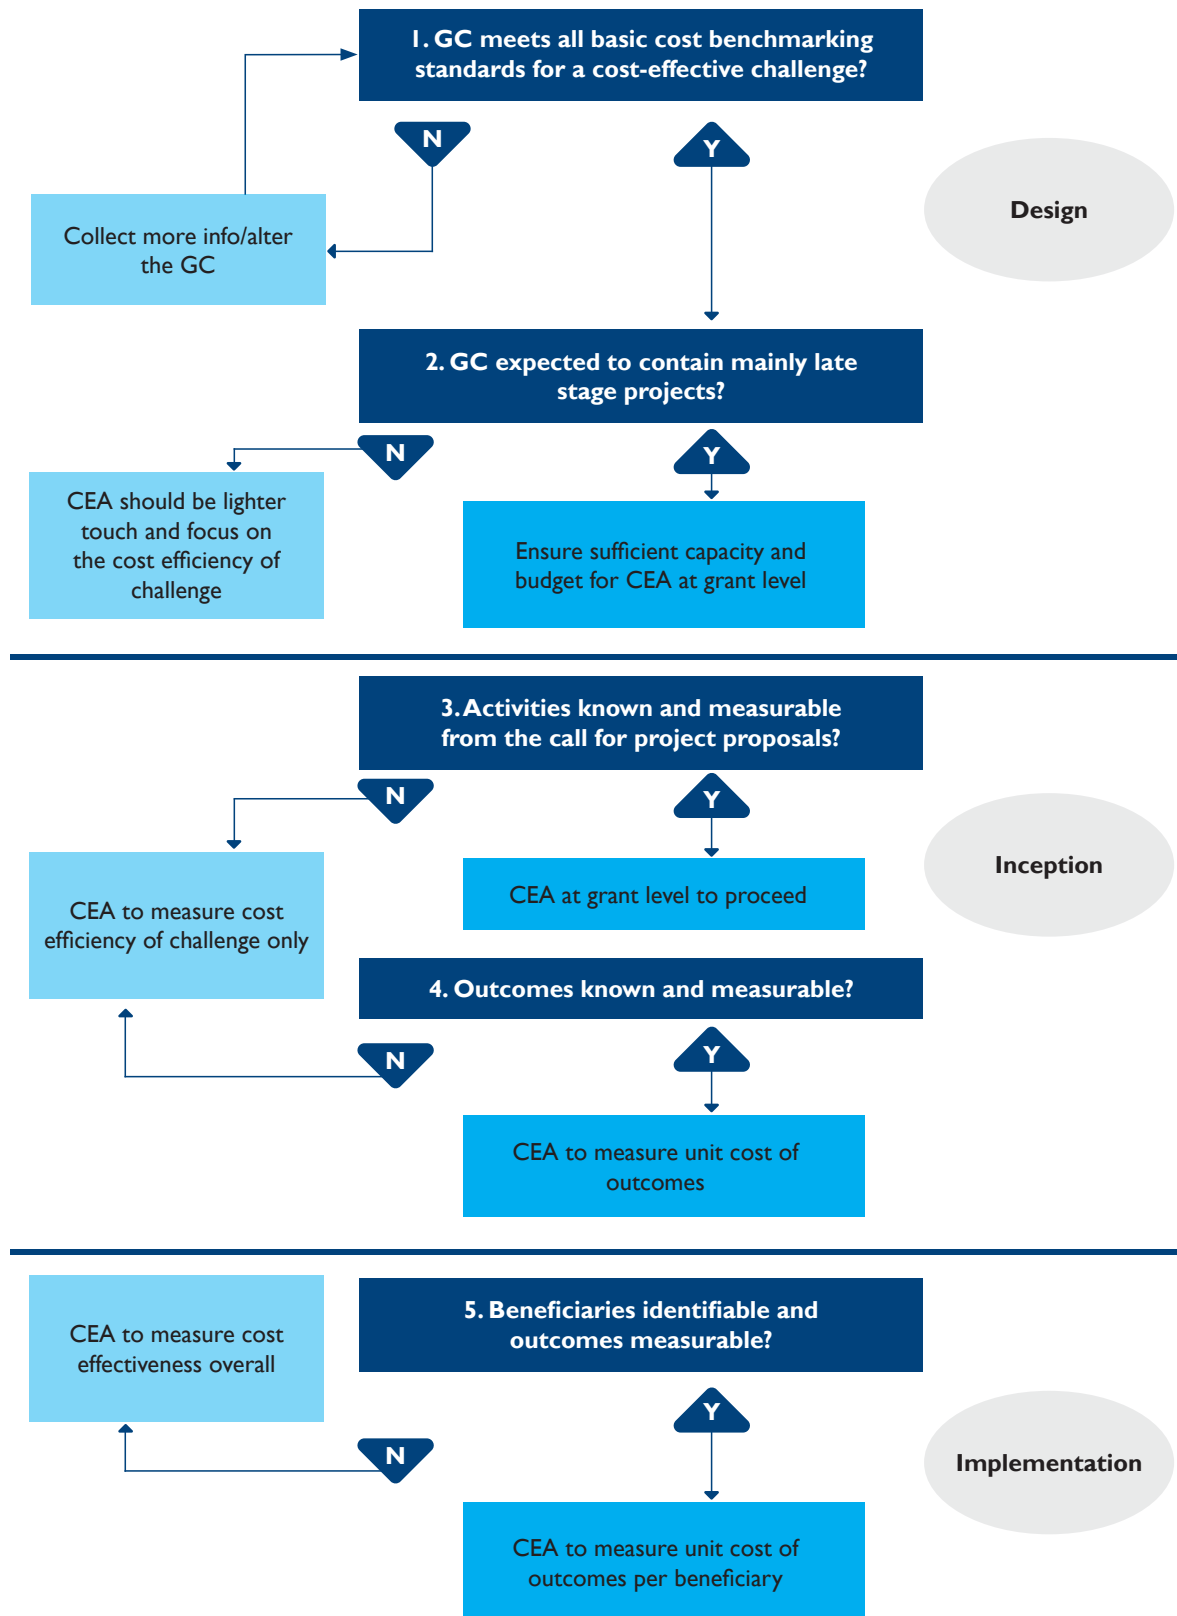 1. GC meets all basic cost benchmarking
standards for a cost-effective challenge?
N
Y
Design
Collect more info/alter
the GC
2. GC expected to contain mainly late
stage projects?
N
Y
CEA should be lighter
touch and focus on
the cost efficiency of
challenge
Ensure sufficient capacity and
budget for CEA at grant level
3. Activities known and measurable
from the call for project proposals?
N
Y
Inception
CEA to measure cost
efficiency of challenge only
CEA at grant level to proceed
4. Outcomes known and measurable?
N
Y
CEA to measure unit cost of
outcomes
5. Beneficiaries identifiable and
outcomes measurable?
CEA to measure cost
effectiveness overall
N
Y
Implementation
CEA to measure unit cost of
outcomes per beneficiary